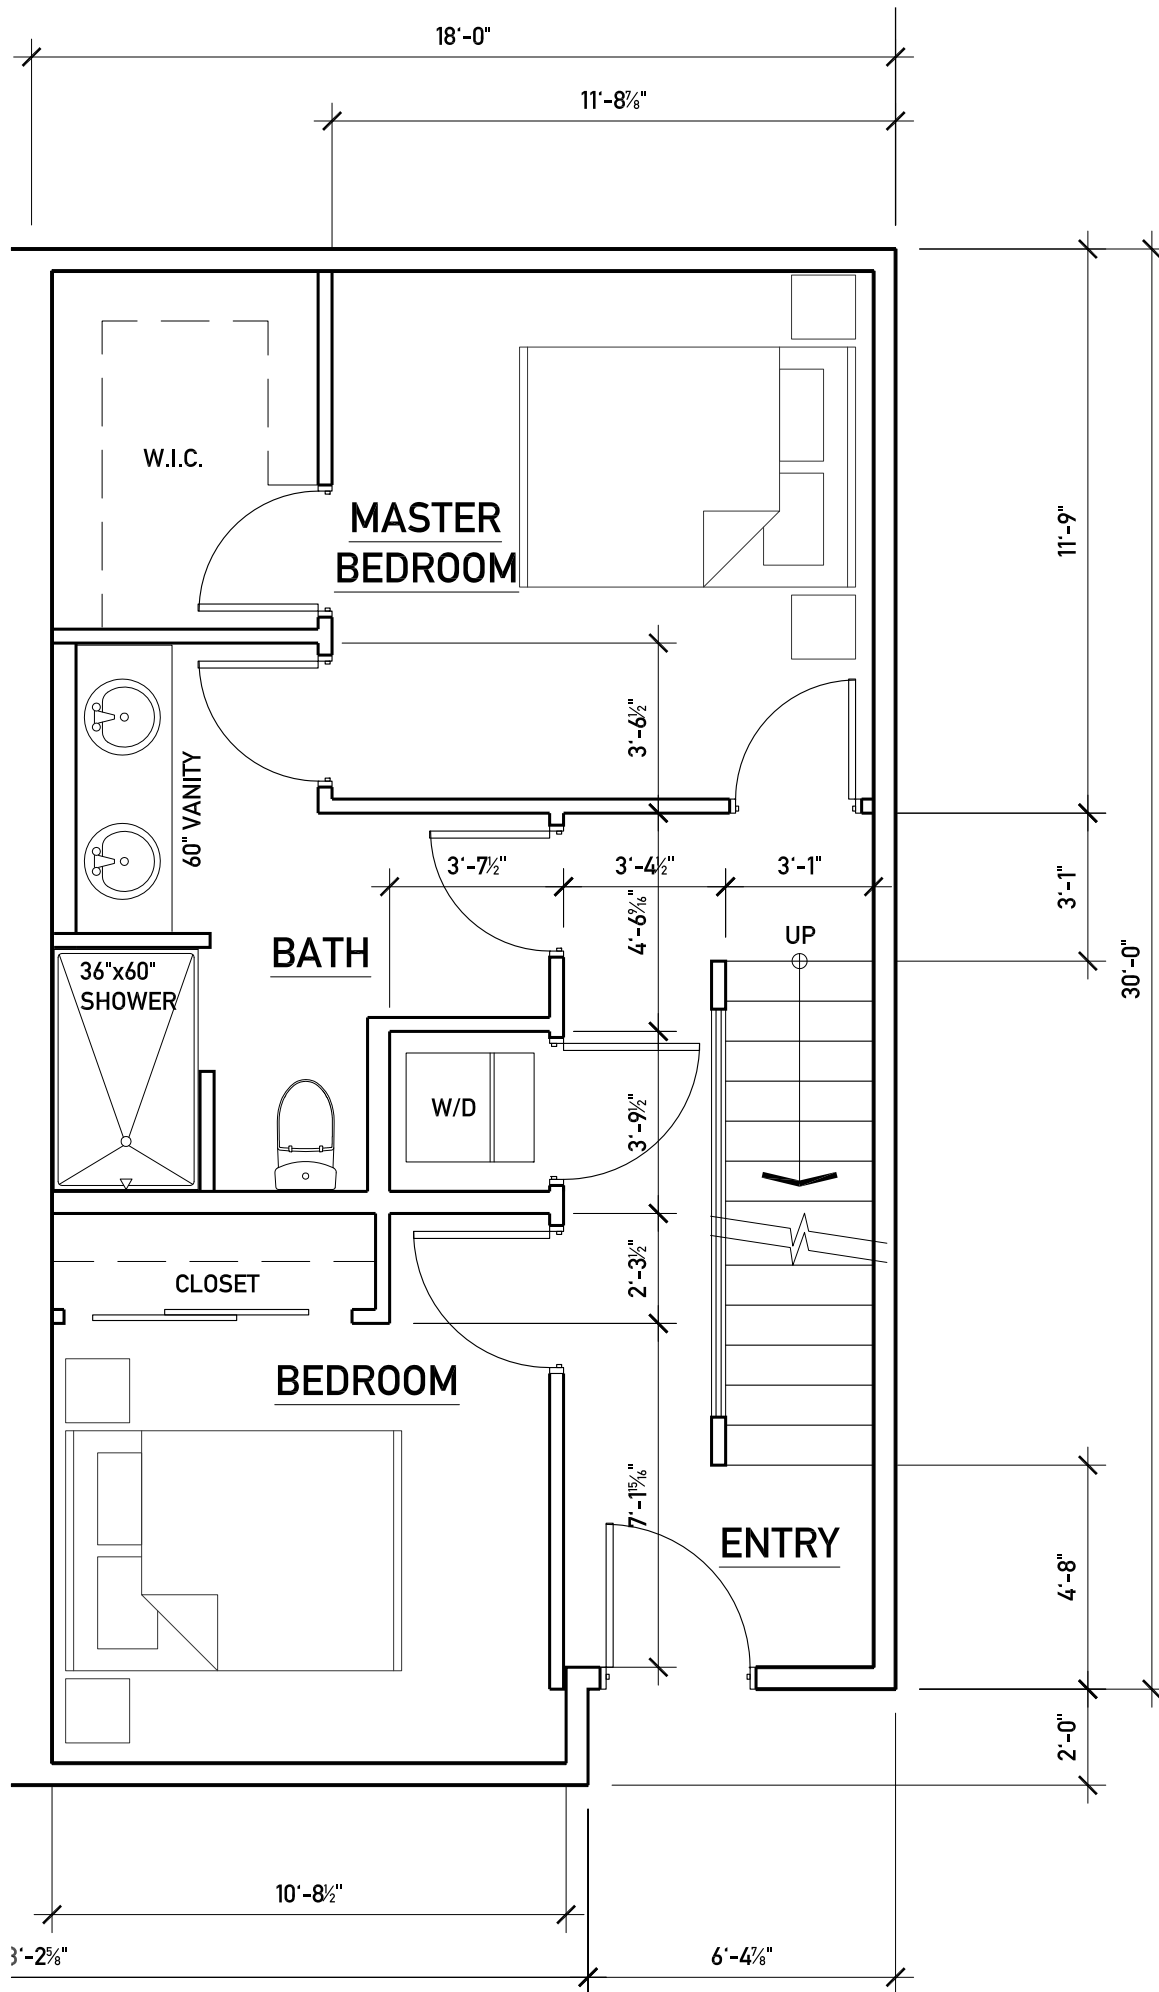 18'-0"
11'-8⅞"
W.I.C.
MASTER
BEDROOM
11'-9"
3'-6½"
60" VANITY
3'-7½"
3'-4½"
3'-1"
3'-1"
4'-6⁹⁄₁₆"
UP
BATH
36"x60"
SHOWER
30'-0"
W/D
3'-9½"
2'-3½"
CLOSET
BEDROOM
7'-1¹⁵⁄₁₆"
ENTRY
4'-8"
2'-0"
10'-8½"
'-2⅝"
6'-4⅞"